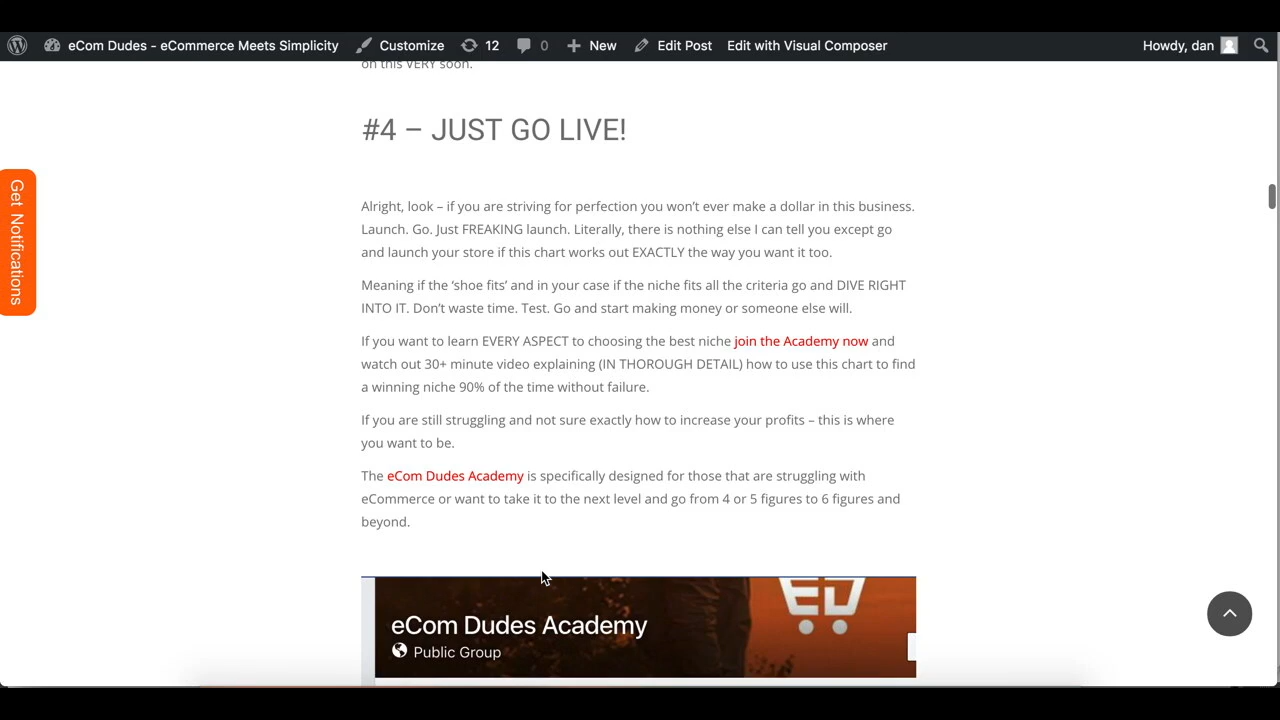 eCom Dudes - eCommerce Meets Simplicity Customize 12 0 New Edit Post Edit with Visual Composer Howdy, dan
on this VERY soon.
#4 – JUST GO LIVE!
Get Notifications
Alright, look – if you are striving for perfection you won’t ever make a dollar in this business.
Launch. Go. Just FREAKING launch. Literally, there is nothing else I can tell you except go
and launch your store if this chart works out EXACTLY the way you want it too.
Meaning if the ‘shoe fits’ and in your case if the niche fits all the criteria go and DIVE RIGHT
INTO IT. Don’t waste time. Test. Go and start making money or someone else will.
If you want to learn EVERY ASPECT to choosing the best niche join the Academy now and
watch out 30+ minute video explaining (IN THOROUGH DETAIL) how to use this chart to find
a winning niche 90% of the time without failure.
If you are still struggling and not sure exactly how to increase your profits – this is where
you want to be.
The eCom Dudes Academy is specifically designed for those that are struggling with
eCommerce or want to take it to the next level and go from 4 or 5 figures to 6 figures and
beyond.
ED
eCom Dudes Academy
Public Group